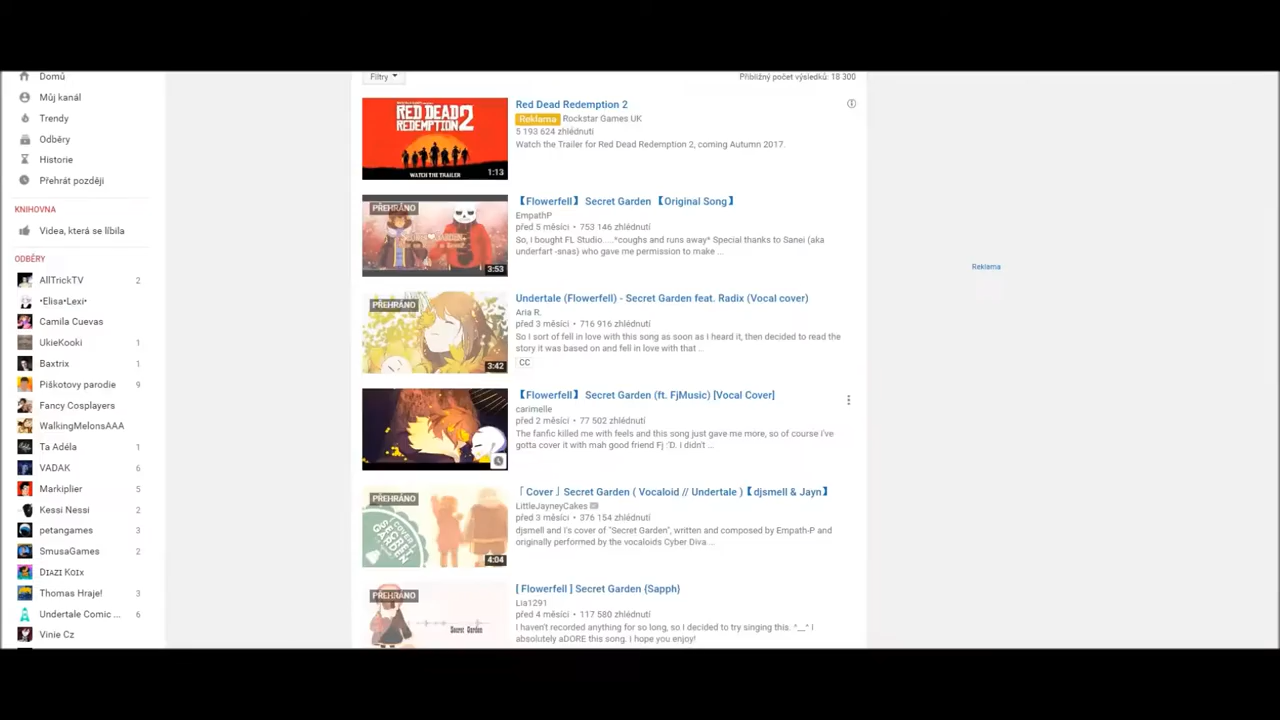 Domů
Můj kanál
Trendy
Odběry
Historie
Přehrát později
KNIHOVNA
Videa, která se líbila
ODBĚRY
AllTrickTV 2
•Elisa•Lexi•
Camila Cuevas
UkieKooki 1
Baxtrix 1
Piškotovy parodie 9
Fancy Cosplayers
WalkingMelonsAAA
Ta Adéla 1
VADAK 6
Markiplier 5
Kessi Nessi 2
petangames 3
SmusaGames 2
Dɪᴀᴢɪ Kᴏɪx
Thomas Hraje! 3
Undertale Comic ... 6
Vinie Cz
Filtry
Přibližný počet výsledků: 18 300
RED DEAD
REDEMPTION 2
WATCH THE TRAILER
1:13
Red Dead Redemption 2
Reklama Rockstar Games UK
5 193 624 zhlédnutí
Watch the Trailer for Red Dead Redemption 2, coming Autumn 2017.
PŘEHRÁNO
3:53
【Flowerfell】 Secret Garden 【Original Song】
EmpathP
před 5 měsíci • 753 146 zhlédnutí
So, I bought FL Studio....*coughs and runs away* Special thanks to Sanei (aka
underfart -snas) who gave me permission to make ...
Reklama
PŘEHRÁNO
3:42
Undertale (Flowerfell) - Secret Garden feat. Radix (Vocal cover)
Aria R.
před 3 měsíci • 716 916 zhlédnutí
So I sort of fell in love with this song as soon as I heard it, then decided to read the
story it was based on and fell in love with that ...
CC
【Flowerfell】 Secret Garden (ft. FjMusic) [Vocal Cover]
carimelle
před 2 měsíci • 77 502 zhlédnutí
The fanfic killed me with feels and this song just gave me more, so of course i've
gotta cover it with mah good friend Fj :'D. i didn't ...
PŘEHRÁNO
COVER
SECRET
GARDEN
4:04
「Cover」Secret Garden ( Vocaloid // Undertale )【djsmell & Jayn】
LittleJayneyCakes
před 3 měsíci • 376 154 zhlédnutí
djsmell and i's cover of "Secret Garden", written and composed by Empath-P and
originally performed by the vocaloids Cyber Diva ...
PŘEHRÁNO
Secret Garden
[ Flowerfell ] Secret Garden (Sapph)
Lia1291
před 4 měsíci • 117 580 zhlédnutí
I haven't recorded anything for so long, so I decided to try singing this. ^__^ I
absolutely aDORE this song. I hope you enjoy!